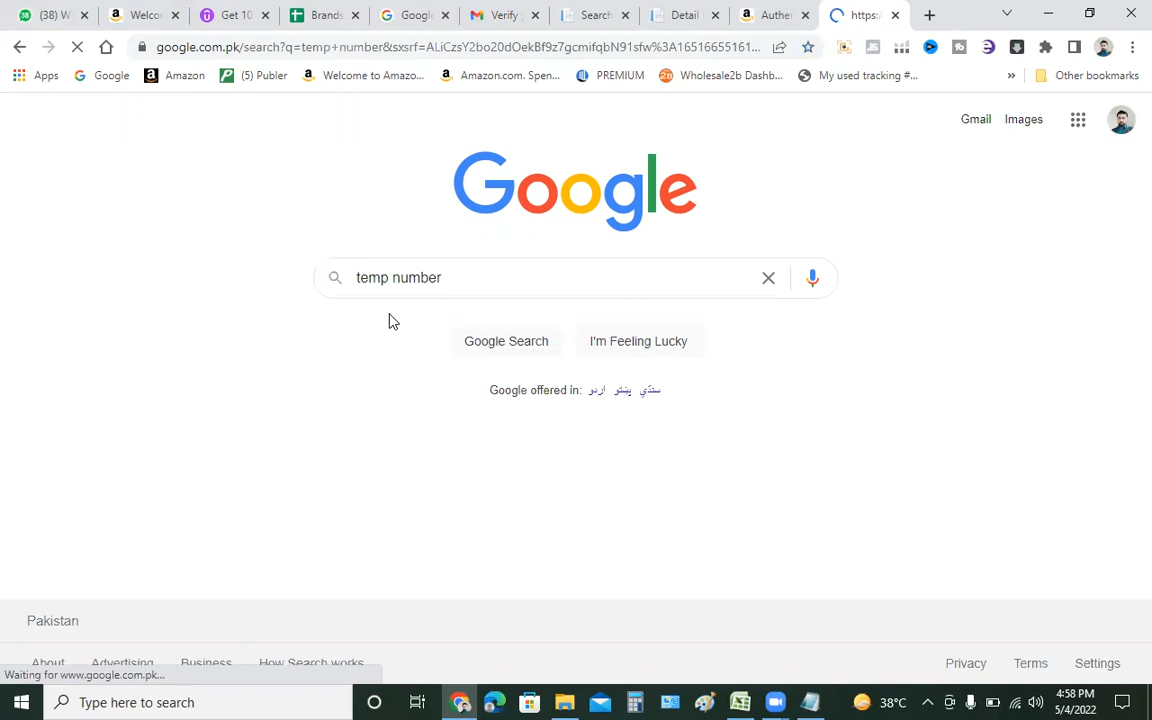 (38) W
Welco
Get 10
Brands
Google
Verify
Search
Detail
Auther
https:/
google.com.pk/search?q=temp+number&sxsrf=ALiCzsY2bo20dOekBf9z7gcmifqbN91sfw%3A16516655161...
Apps
Google
Amazon
(5) Publer
Welcome to Amazo...
Amazon.com. Spen...
PREMIUM
Wholesale2b Dashb...
My used tracking #...
»
Other bookmarks
Gmail
Images
Google
temp number
Google Search
I'm Feeling Lucky
Google offered in: اردو پښتو سنڌي
Pakistan
About
Advertising
Business
How Search works
Privacy
Terms
Settings
Waiting for www.google.com.pk...
Type here to search
38°C
4:58 PM
5/4/2022